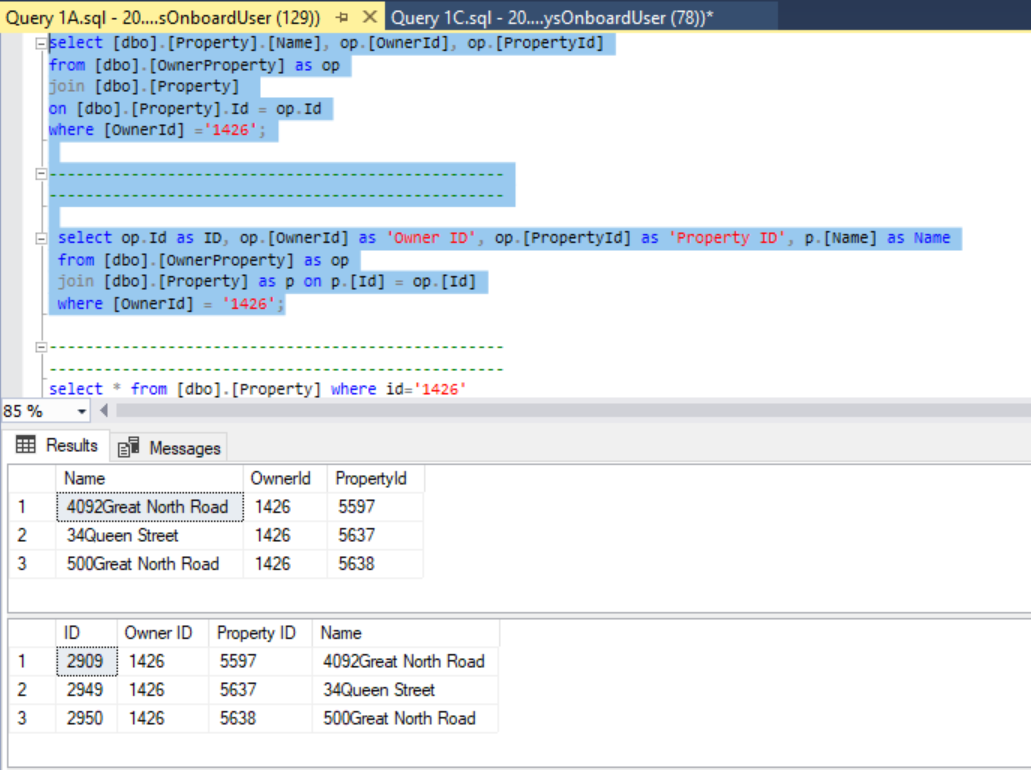 Query 1A.sql - 20....sOnboardUser (129)) Query 1C.sql - 20....ysOnboardUser (78))*
select [dbo].[Property].[Name], op.[OwnerId], op.[PropertyId]
from [dbo].[OwnerProperty] as op
join [dbo].[Property]
on [dbo].[Property].Id = op.Id
where [OwnerId] ='1426';
--------------------------------------------------
--------------------------------------------------
select op.Id as ID, op.[OwnerId] as 'Owner ID', op.[PropertyId] as 'Property ID', p.[Name] as Name
from [dbo].[OwnerProperty] as op
join [dbo].[Property] as p on p.[Id] = op.[Id]
where [OwnerId] = '1426';
--------------------------------------------------
--------------------------------------------------
select * from [dbo].[Property] where id='1426'
85 %
Results Messages
Name OwnerId PropertyId
1 4092Great North Road 1426 5597
2 34Queen Street 1426 5637
3 500Great North Road 1426 5638
ID Owner ID Property ID Name
1 2909 1426 5597 4092Great North Road
2 2949 1426 5637 34Queen Street
3 2950 1426 5638 500Great North Road